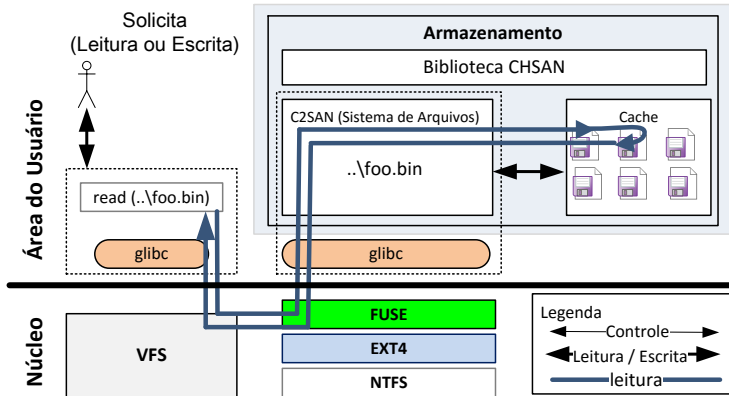 Solicita
(Leitura ou Escrita)
Armazenamento
Biblioteca CHSAN
C2SAN (Sistema de Arquivos)
Cache
..\foo.bin
read (..\foo.bin)
glibc
glibc
Área do Usuário
Núcleo
VFS
FUSE
EXT4
NTFS
Legenda
Controle
Leitura / Escrita
leitura